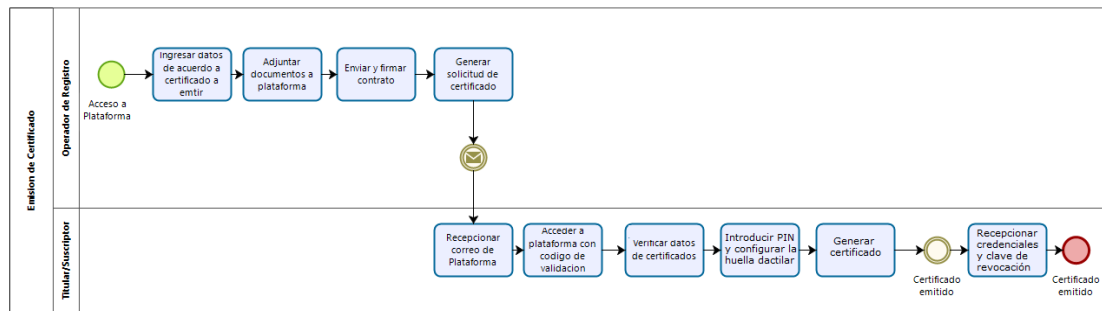 Emision de Certificado
Operador de Registro
Acceso a
Plataforma
Ingresar datos
de acuerdo a
certificado a
emtir
Adjuntar
documentos a
plataforma
Enviar y firmar
contrato
Generar
solicitud de
certificado
Titular/Suscriptor
Recepcionar
correo de
Plataforma
Acceder a
plataforma con
codigo de
validacion
Verificar datos
de certificados
Introducir PIN
y configurar la
huella dactilar
Generar
certificado
Certificado
emitido
Recepcionar
credenciales
y clave de
revocación
Certificado
emitido